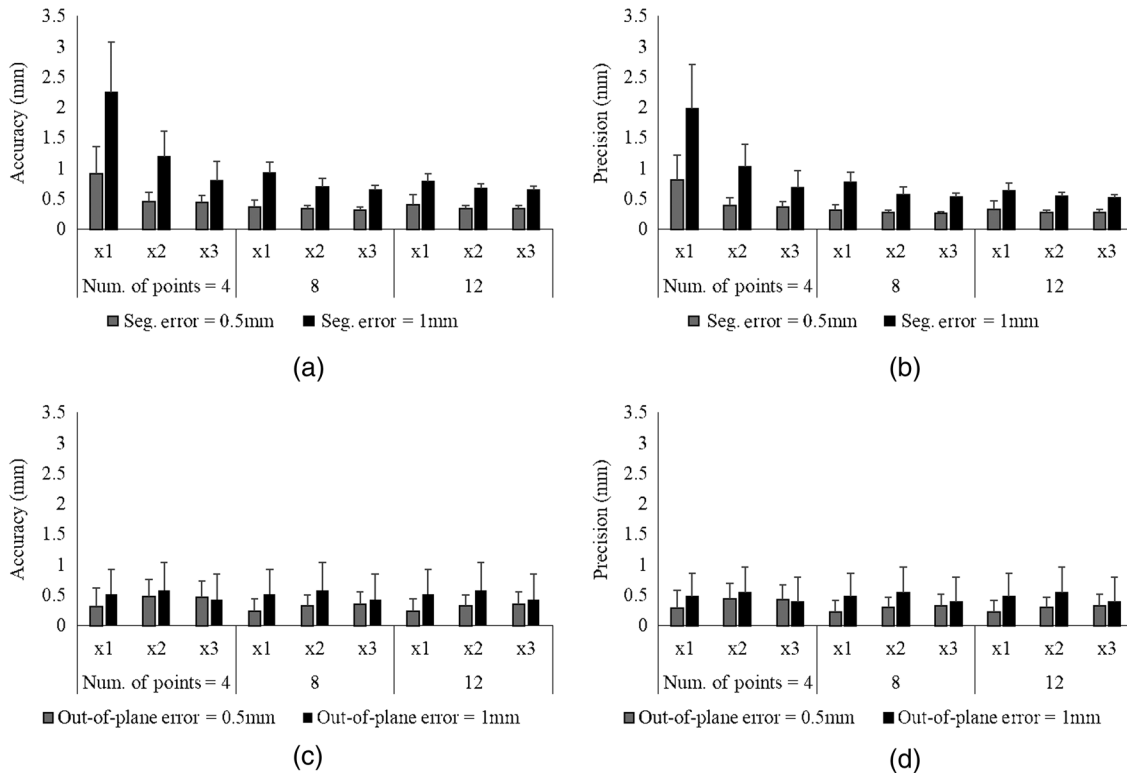 3.5
3
2.5
2
1.5
1
0.5
0
Accuracy (mm)
x1 x2 x3 x1 x2 x3 x1 x2 x3
Num. of points = 4 8 12
Seg. error = 0.5mm Seg. error = 1mm
(a)
3.5
3
2.5
2
1.5
1
0.5
0
Precision (mm)
x1 x2 x3 x1 x2 x3 x1 x2 x3
Num. of points = 4 8 12
Seg. error = 0.5mm Seg. error = 1mm
(b)
3.5
3
2.5
2
1.5
1
0.5
0
Accuracy (mm)
x1 x2 x3 x1 x2 x3 x1 x2 x3
Num. of points = 4 8 12
Out-of-plane error = 0.5mm Out-of-plane error = 1mm
(c)
3.5
3
2.5
2
1.5
1
0.5
0
Precision (mm)
x1 x2 x3 x1 x2 x3 x1 x2 x3
Num. of points = 4 8 12
Out-of-plane error = 0.5mm Out-of-plane error = 1mm
(d)